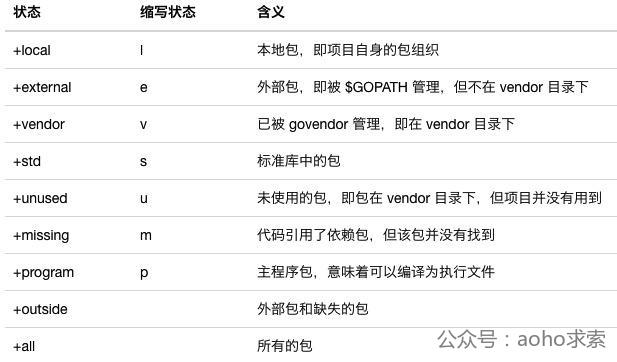 状态 缩写状态 含义
+local l 本地包，即项目自身的包组织
+external e 外部包，即被 $GOPATH 管理，但不在 vendor 目录下
+vendor v 已被 govendor 管理，即在 vendor 目录下
+std s 标准库中的包
+unused u 未使用的包，即包在 vendor 目录下，但项目并没有用到
+missing m 代码引用了依赖包，但该包并没有找到
+program p 主程序包，意味着可以编译为执行文件
+outside 外部包和缺失的包
+all 所有的包
公众号：aoho求索